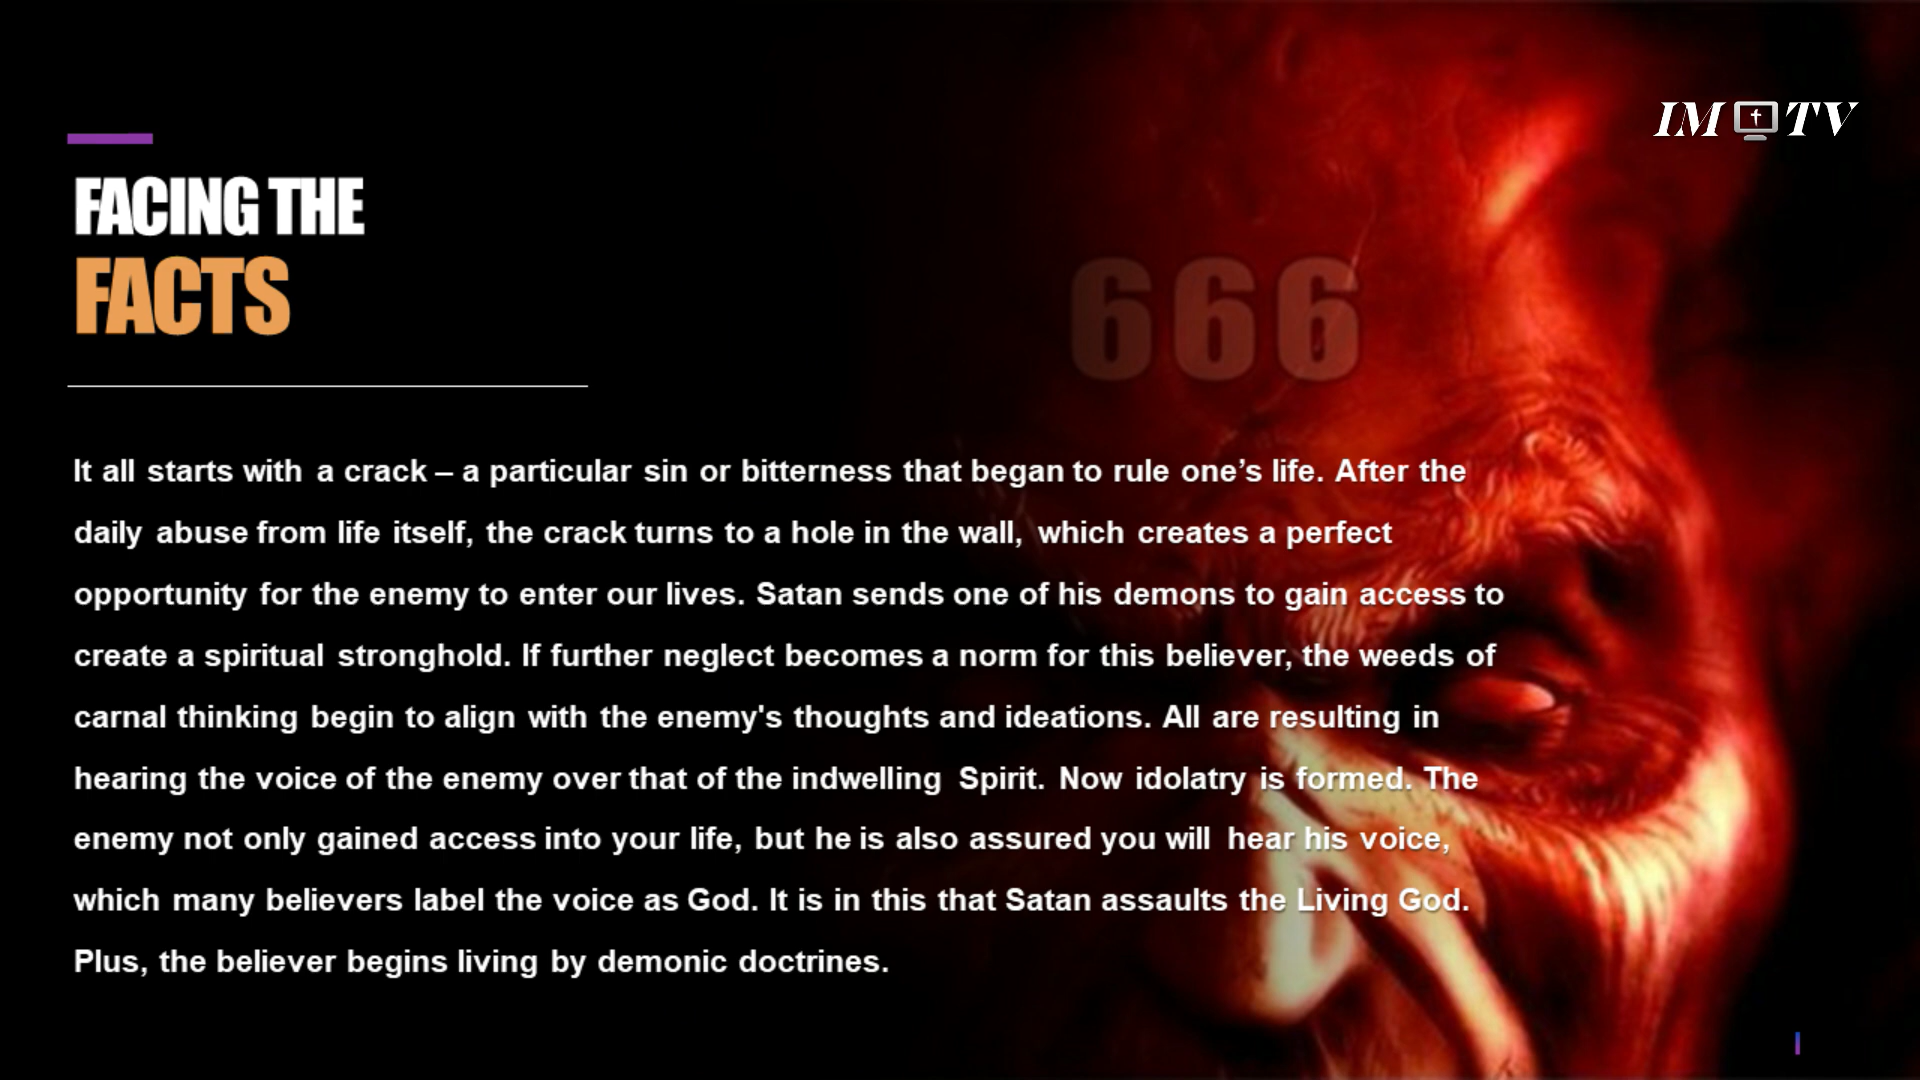 IM TV
FACING THE
FACTS
666
It all starts with a crack – a particular sin or bitterness that began to rule one’s life. After the
daily abuse from life itself, the crack turns to a hole in the wall, which creates a perfect
opportunity for the enemy to enter our lives. Satan sends one of his demons to gain access to
create a spiritual stronghold. If further neglect becomes a norm for this believer, the weeds of
carnal thinking begin to align with the enemy's thoughts and ideations. All are resulting in
hearing the voice of the enemy over that of the indwelling Spirit. Now idolatry is formed. The
enemy not only gained access into your life, but he is also assured you will hear his voice,
which many believers label the voice as God. It is in this that Satan assaults the Living God.
Plus, the believer begins living by demonic doctrines.